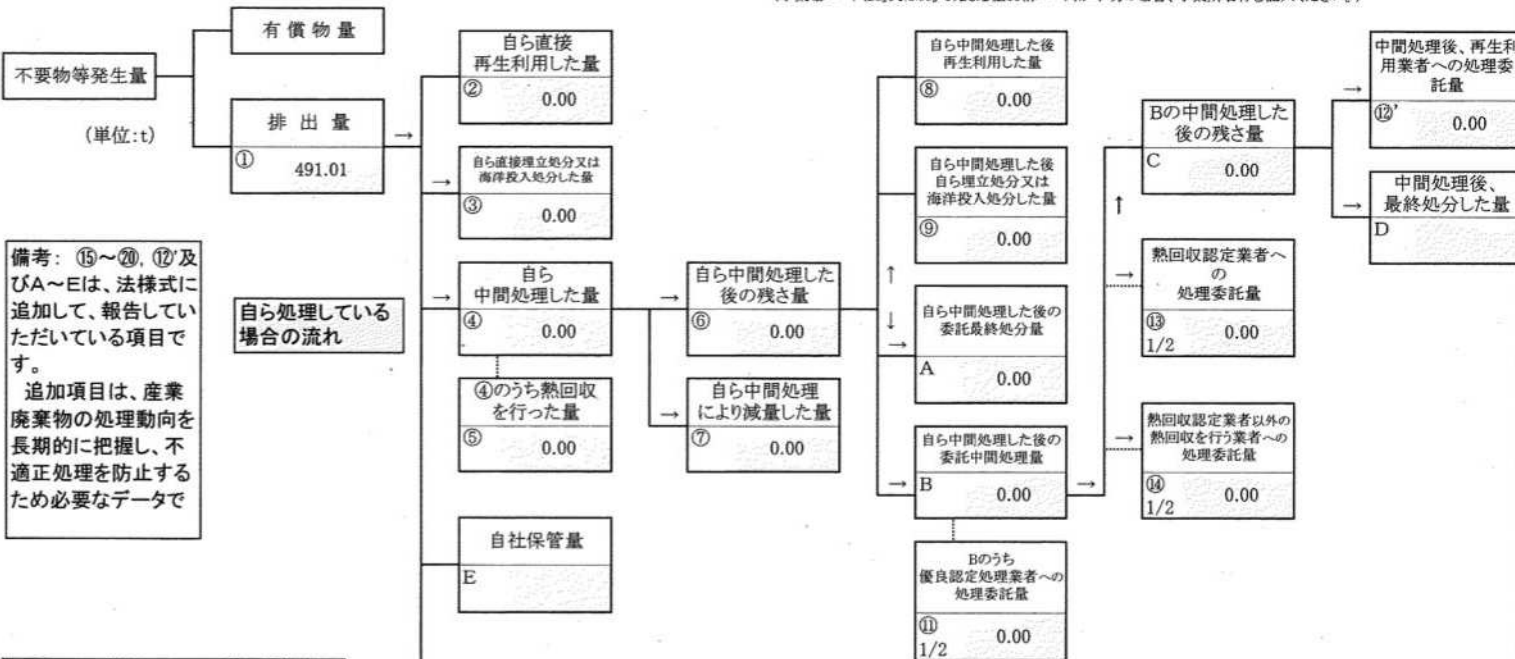 不要物等発生量
(単位:t)
有償物量
排出量
① 491.01
→
備考: ⑮~⑳, ⑫'及
びA~Eは、法様式に
追加して、報告してい
ただいている項目で
す。
追加項目は、産業
廃棄物の処理動向を
長期的に把握し、不
適正処理を防止する
ため必要なデータで
自ら処理している
場合の流れ
自ら直接
再生利用した量
② 0.00
→
自ら直接埋立処分又は
海洋投入処分した量
③ 0.00
→
自ら
中間処理した量
④ 0.00
④のうち熱回収
を行った量
⑤ 0.00
自社保管量
E
→
自ら中間処理した
後の残さ量
⑥ 0.00
→
自ら中間処理
により減量した量
⑦ 0.00
自ら中間処理した後
再生利用した量
⑧ 0.00
自ら中間処理した後
自ら埋立処分又は
海洋投入処分した量
⑨ 0.00
↑
↓
→
自ら中間処理した後の
委託最終処分量
A 0.00
→
自ら中間処理した後の
委託中間処理量
B 0.00
→
Bのうち
優良認定処理業者への
処理委託量
⑪ 0.00
1/2
Bの中間処理した
後の残さ量
C 0.00
↑
→
熱回収認定業者へ
の
処理委託量
⑬ 0.00
1/2
→
熱回収認定業者以外の
熱回収を行う業者への
処理委託量
⑭ 0.00
1/2
→
中間処理後、再生利
用業者への処理委
託量
⑫' 0.00
→
中間処理後、
最終処分した量
D